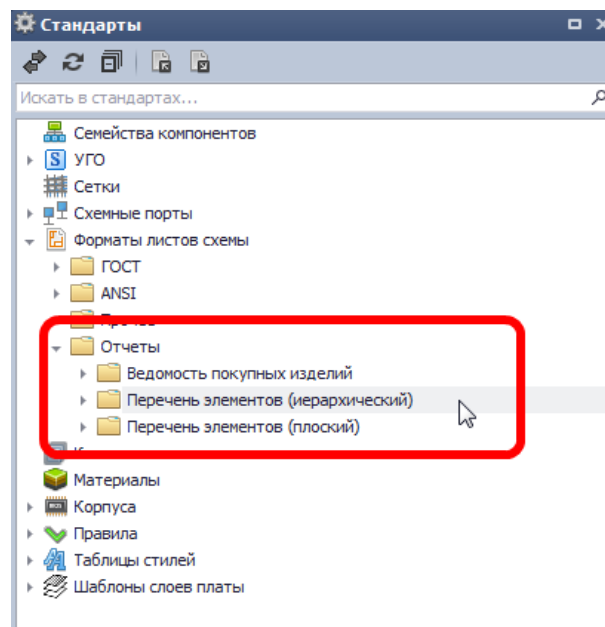 Стандарты
Искать в стандартах...
Семейства компонентов
УГО
Сетки
Схемные порты
Форматы листов схемы
ГОСТ
ANSI
Отчеты
Ведомость покупных изделий
Перечень элементов (иерархический)
Перечень элементов (плоский)
Материалы
Корпуса
Правила
Таблицы стилей
Шаблоны слоев платы